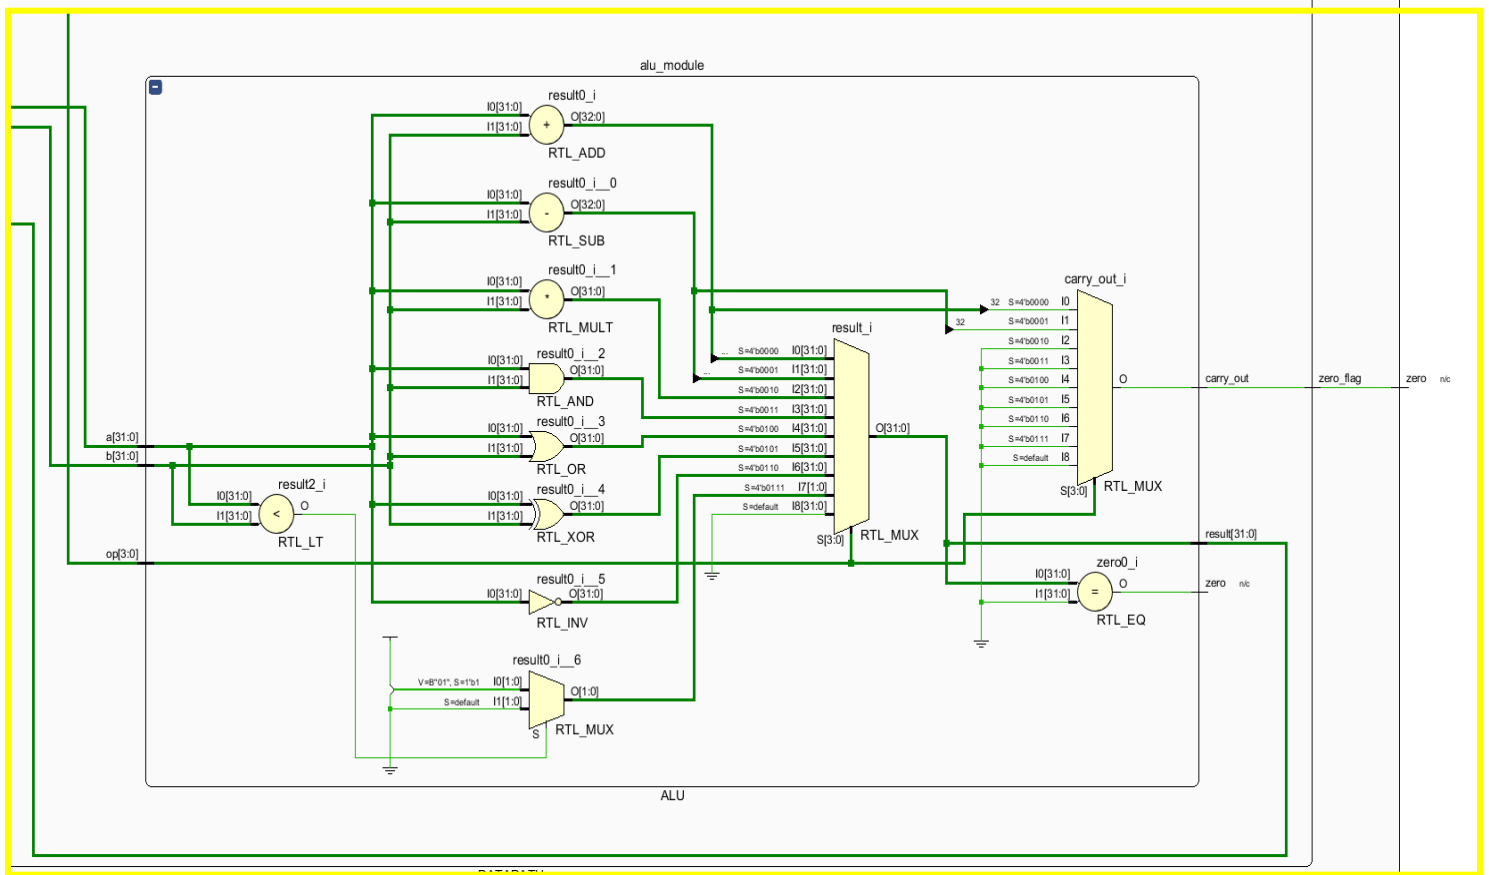 alu_module
result0_i
I0[31:0]
I1[31:0]
+
O[32:0]
RTL_ADD
result0_i__0
I0[31:0]
I1[31:0]
-
O[32:0]
RTL_SUB
result0_i__1
I0[31:0]
I1[31:0]
*
O[31:0]
RTL_MULT
result0_i__2
I0[31:0]
I1[31:0]
O[31:0]
RTL_AND
result0_i__3
I0[31:0]
I1[31:0]
O[31:0]
RTL_OR
result0_i__4
I0[31:0]
I1[31:0]
O[31:0]
RTL_XOR
result0_i__5
I0[31:0]
O[31:0]
RTL_INV
result0_i__6
V=B"01", S=1'b1 I0[1:0]
S=default I1[1:0]
O[1:0]
S
RTL_MUX
a[31:0]
b[31:0]
op[3:0]
result2_i
I0[31:0]
I1[31:0]
<
O
RTL_LT
result_i
... S=4'b0000 I0[31:0]
... S=4'b0001 I1[31:0]
S=4'b0010 I2[31:0]
S=4'b0011 I3[31:0]
S=4'b0100 I4[31:0]
S=4'b0101 I5[31:0]
S=4'b0110 I6[31:0]
S=4'b0111 I7[1:0]
S=default I8[31:0]
O[31:0]
S[3:0]
RTL_MUX
carry_out_i
32 S=4'b0000 I0
32 S=4'b0001 I1
S=4'b0010 I2
S=4'b0011 I3
S=4'b0100 I4
S=4'b0101 I5
S=4'b0110 I6
S=4'b0111 I7
S=default I8
O
S[3:0]
RTL_MUX
carry_out
zero_flag
zero n/c
result[31:0]
zero0_i
I0[31:0]
I1[31:0]
=
O
RTL_EQ
zero n/c
ALU
DATAPATH